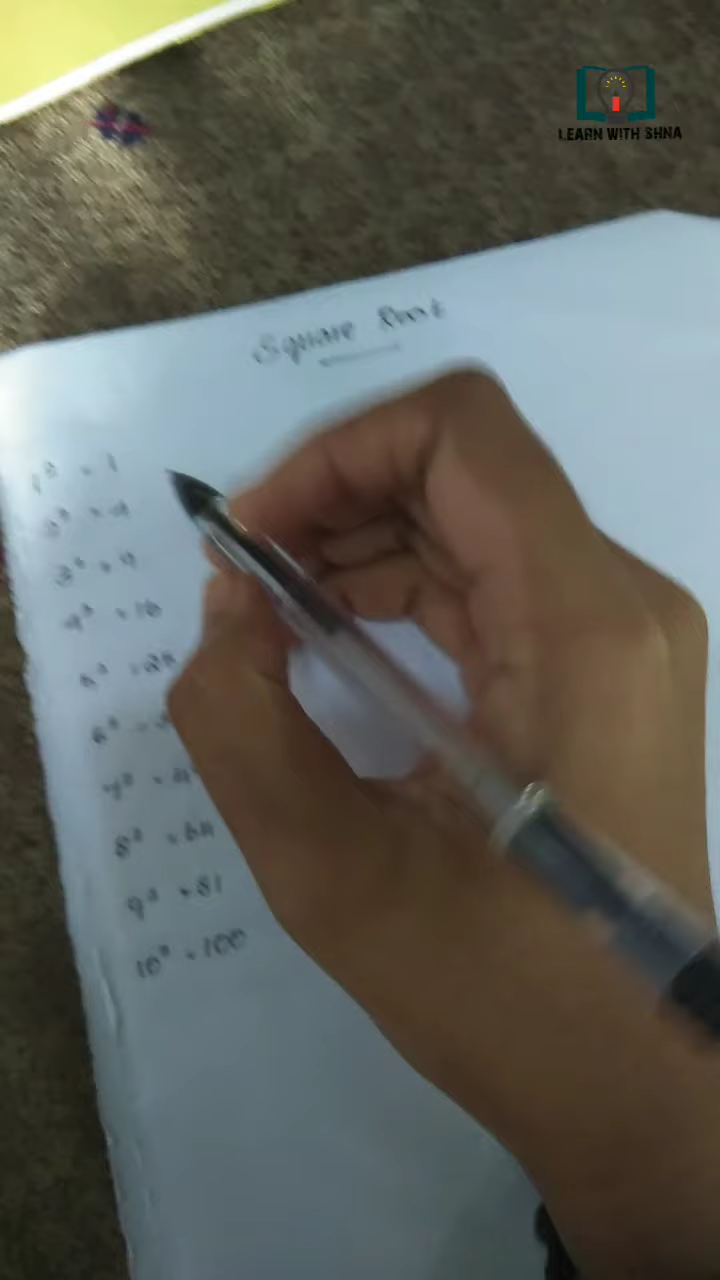 LEARN WITH SHNA
Square Root
1² = 1
2² = 4
3² = 9
4² = 16
5² = 25
6² =
7² = 4
8² = 64
9² = 81
10² = 100